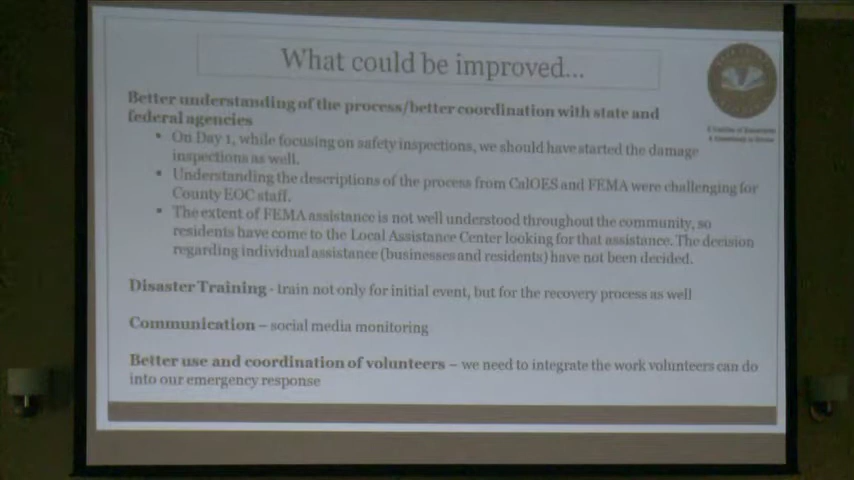 What could be improved...
Better understanding of the process/better coordination with state and
federal agencies
▪ On Day 1, while focusing on safety inspections, we should have started the damage
inspections as well.
▪ Understanding the descriptions of the process from CalOES and FEMA were challenging for
County EOC staff.
▪ The extent of FEMA assistance is not well understood throughout the community, so
residents have come to the Local Assistance Center looking for that assistance. The decision
regarding individual assistance (businesses and residents) have not been decided.
Disaster Training - train not only for initial event, but for the recovery process as well
Communication – social media monitoring
Better use and coordination of volunteers – we need to integrate the work volunteers can do
into our emergency response